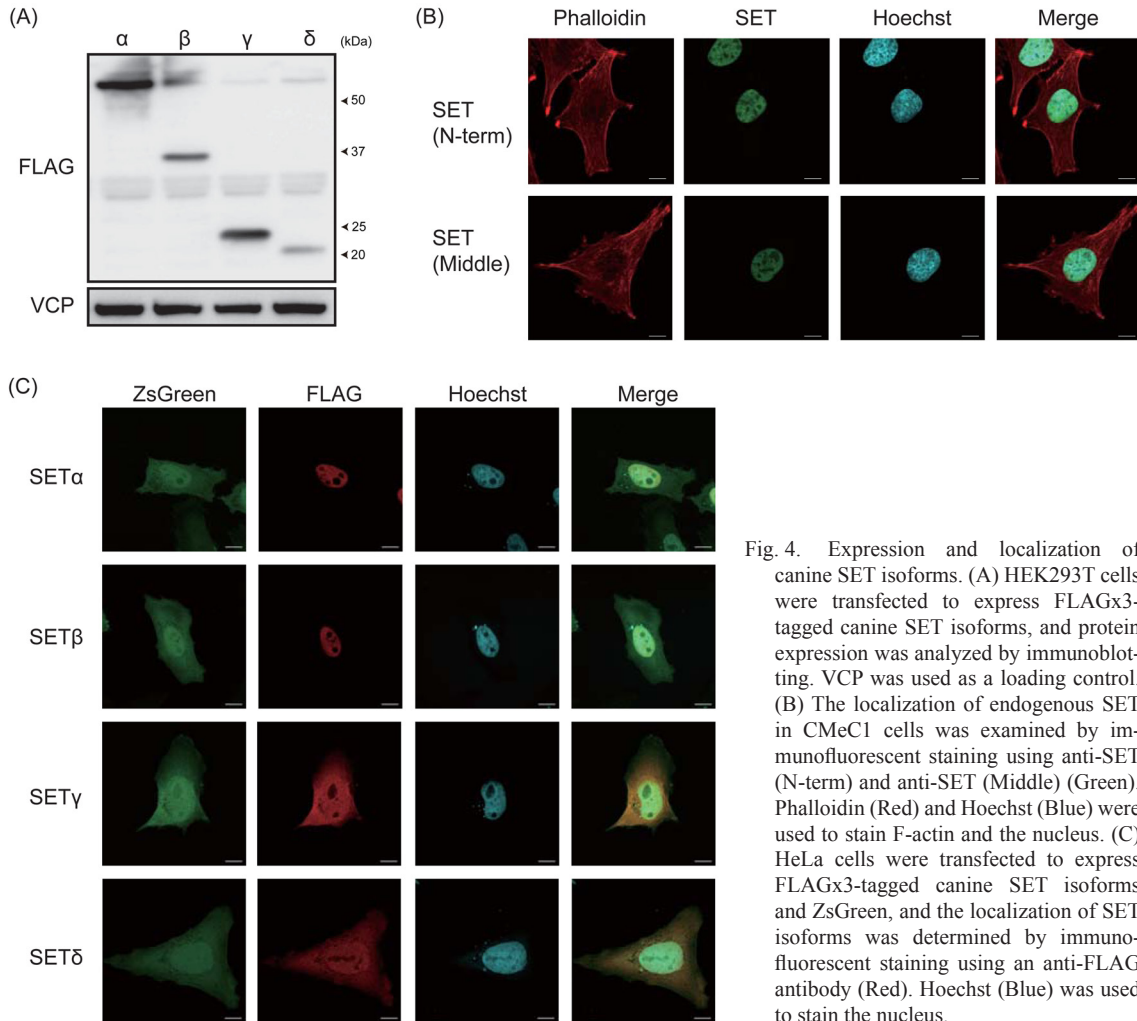 (A)
α β γ δ (kDa)
50
37
FLAG
25
20
VCP
(B)
Phalloidin SET Hoechst Merge
SET
(N-term)
SET
(Middle)
(C)
ZsGreen FLAG Hoechst Merge
SETα
SETβ
SETγ
SETδ
Fig. 4. Expression and localization of
canine SET isoforms. (A) HEK293T cells
were transfected to express FLAGx3-
tagged canine SET isoforms, and protein
expression was analyzed by immunoblot-
ting. VCP was used as a loading control.
(B) The localization of endogenous SET
in CMeC1 cells was examined by im-
munofluorescent staining using anti-SET
(N-term) and anti-SET (Middle) (Green).
Phalloidin (Red) and Hoechst (Blue) were
used to stain F-actin and the nucleus. (C)
HeLa cells were transfected to express
FLAGx3-tagged canine SET isoforms
and ZsGreen, and the localization of SET
isoforms was determined by immuno-
fluorescent staining using an anti-FLAG
antibody (Red). Hoechst (Blue) was used
to stain the nucleus.